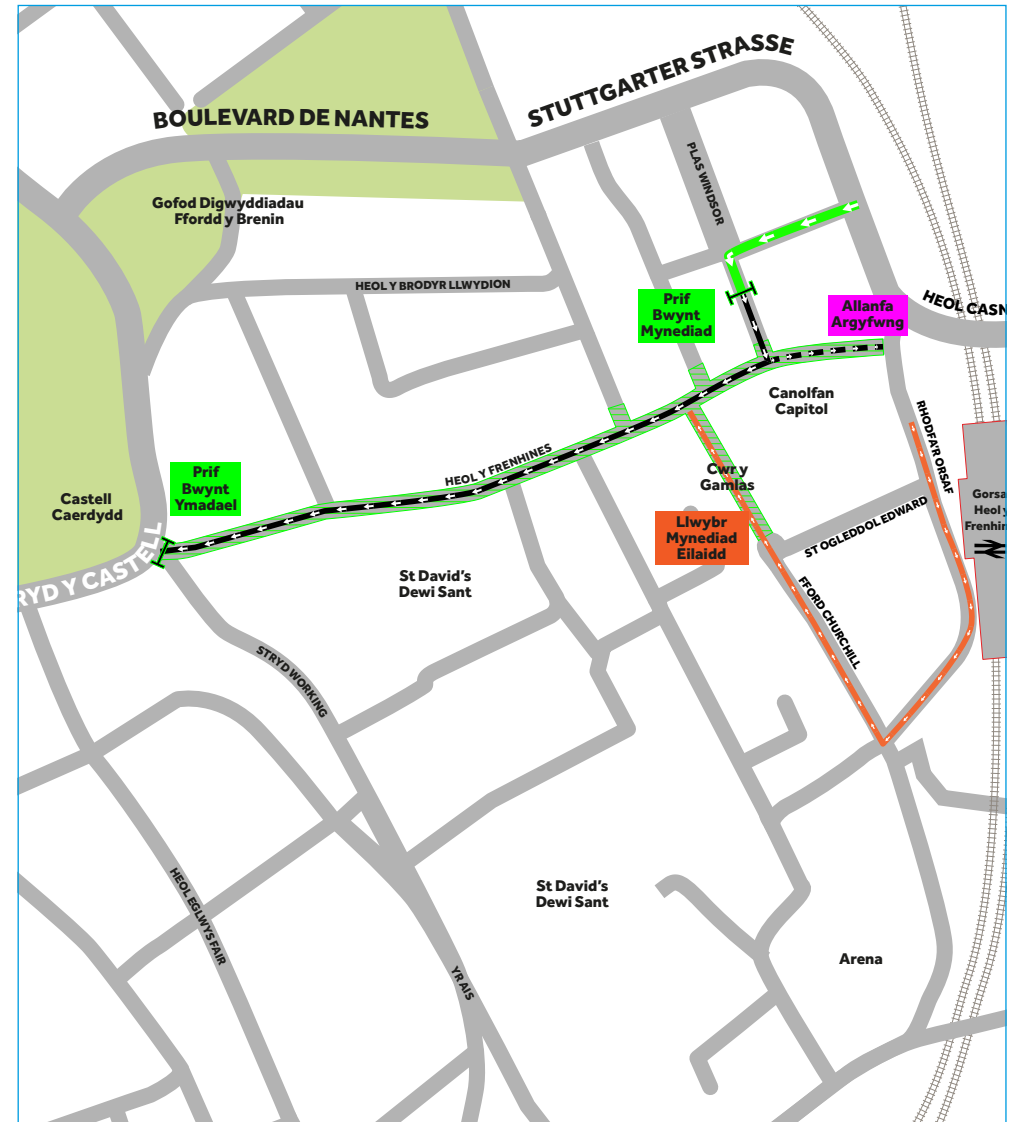 STUTTGARTER STRASSE
BOULEVARD DE NANTES
PLAS WINDSOR
Gofod Digwyddiadau
Ffordd y Brenin
HEOL Y BRODYR LLWYDION
Prif
Bwynt
Mynediad
Allanfa
Argyfwng
HEOL CASN
Canolfan
Capitol
RHODFA'R ORSAF
HEOL Y FRENHINES
Cwr y
Gamlas
Prif
Bwynt
Ymadael
Castell
Caerdydd
Gorsa
Heol y
Frenhin
Llwybr
Mynediad
Eilaidd
ST OGLEDDOL EDWARD
RYD Y CASTELL
St David's
Dewi Sant
FFORD CHURCHILL
STRYD WORKING
HEOL EGLWYS FAIR
St David's
Dewi Sant
YR AIS
Arena